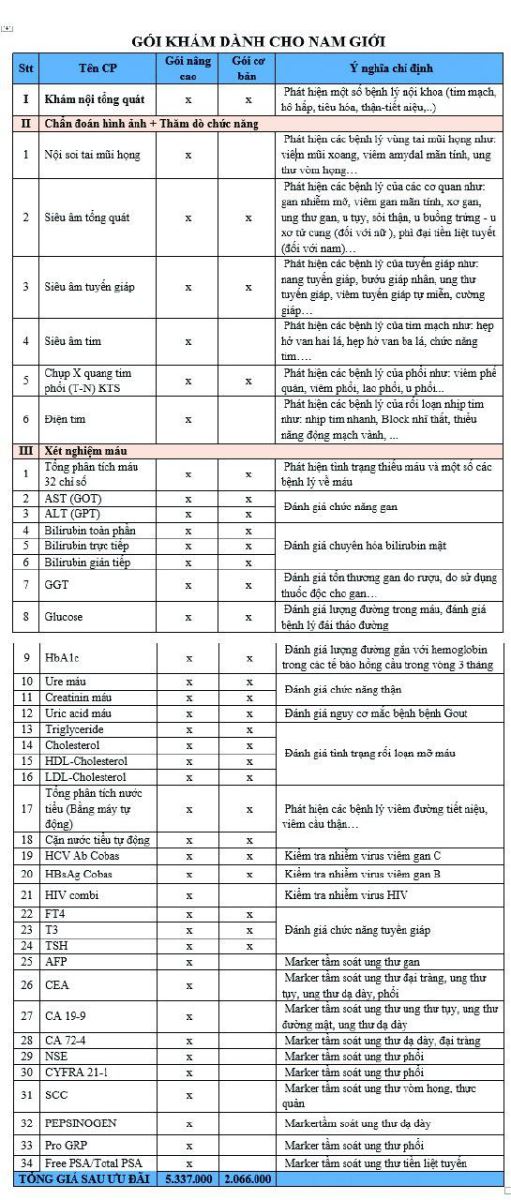 GÓI KHÁM DÀNH CHO NAM GIỚI
Stt Tên CP Gói nâng cao Gói cơ bản Ý nghĩa chỉ định
I Khám nội tổng quát x x Phát hiện một số bệnh lý nội khoa (tim mạch,
hô hấp, tiêu hóa, thận-tiết niệu,..)
II Chẩn đoán hình ảnh + Thăm dò chức năng
1 Nội soi tai mũi họng x Phát hiện các bệnh lý vùng tai mũi họng như:
viêm mũi xoang, viêm amydal mãn tính, ung
thư vòm họng…
2 Siêu âm tổng quát x x Phát hiện các bệnh lý của các cơ quan như:
gan nhiễm mỡ, viêm gan mãn tính, xơ gan,
ung thư gan, u tụy, sỏi thận, u buồng trứng - u
xơ tử cung (đối với nữ ), phì đại tiền liệt tuyết
(đối với nam)…
3 Siêu âm tuyến giáp x x Phát hiện các bệnh lý của tuyến giáp như:
nang tuyến giáp, bướu giáp nhân, ung thư
tuyến giáp, viêm tuyến giáp tự miễn, cường
giáp…
4 Siêu âm tim x Phát hiện các bệnh lý của tim mạch như: hẹp
hở van hai lá, hẹp hở van ba lá, chức năng
tim….
5 Chụp X quang tim
phổi (T-N) KTS x x Phát hiện các bệnh lý của phổi như: viêm phế
quản, viêm phổi, lao phổi, u phổi...
6 Điện tim x Phát hiện các bệnh lý của rối loạn nhịp tim
như: nhịp tim nhanh, Block nhĩ thất, thiếu
năng động mạch vành, ...
III Xét nghiệm máu
1 Tổng phân tích máu
32 chỉ số x x Phát hiện tình trạng thiếu máu và một số các
bệnh lý về máu
2 AST (GOT) x x Đánh giá chức năng gan
3 ALT (GPT) x x
4 Bilirubin toàn phần x x
5 Bilirubin trực tiếp x x Đánh giá chuyển hóa bilirubin mật
6 Bilirubin gián tiếp x x
7 GGT x x Đánh giá tổn thương gan do rượu, do sử dụng
thuốc độc cho gan…
8 Glucose x x Đánh giá lượng đường trong máu, đánh giá
bệnh lý đái tháo đường
9 HbA1c x x Đánh giá lượng đường gắn với hemoglobin
trong các tế bào hồng cầu trong vòng 3 tháng
10 Ure máu x x Đánh giá chức năng thận
11 Creatinin máu x x
12 Uric acid máu x x Đánh giá nguy cơ mắc bệnh bệnh Gout
13 Triglyceride x x
14 Cholesterol x x Đánh giá tình trạng rối loạn mỡ máu
15 HDL-Cholesterol x x
16 LDL-Cholesterol x x
17 Tổng phân tích nước
tiểu (Bằng máy tự
động) x x Phát hiện các bệnh lý viêm đường tiết niệu,
viêm cầu thận…
18 Cặn nước tiểu tự động x x
19 HCV Ab Cobas x x Kiểm tra nhiễm virus viêm gan C
20 HBsAg Cobas x x Kiểm tra nhiễm virus viêm gan B
21 HIV combi x Kiểm tra nhiễm virus HIV
22 FT4 x x
23 T3 x x Đánh giá chức năng tuyến giáp
24 TSH x x
25 AFP x Marker tầm soát ung thư gan
26 CEA x Marker tầm soát ung thư đại tràng, ung thư
tụy, ung thư dạ dày, phổi
27 CA 19-9 x Marker tầm soát ung thư ung thư tụy, ung thư
đường mật, ung thư dạ dày
28 CA 72-4 x Marker tầm soát ung thư dạ dày, đại tràng
29 NSE x Marker tầm soát ung thư phổi
30 CYFRA 21-1 x Marker tầm soát ung thư phổi
31 SCC x Marker tầm soát ung thư vòm họng, thực
quản
32 PEPSINOGEN x Markertầm soát ung thư dạ dày
33 Pro GRP x Marker tầm soát ung thư phổi
34 Free PSA/Total PSA x Marker tầm soát ung thư tiền liệt tuyến
TỔNG GIÁ SAU ƯU ĐÃI 5.337.000 2.066.000